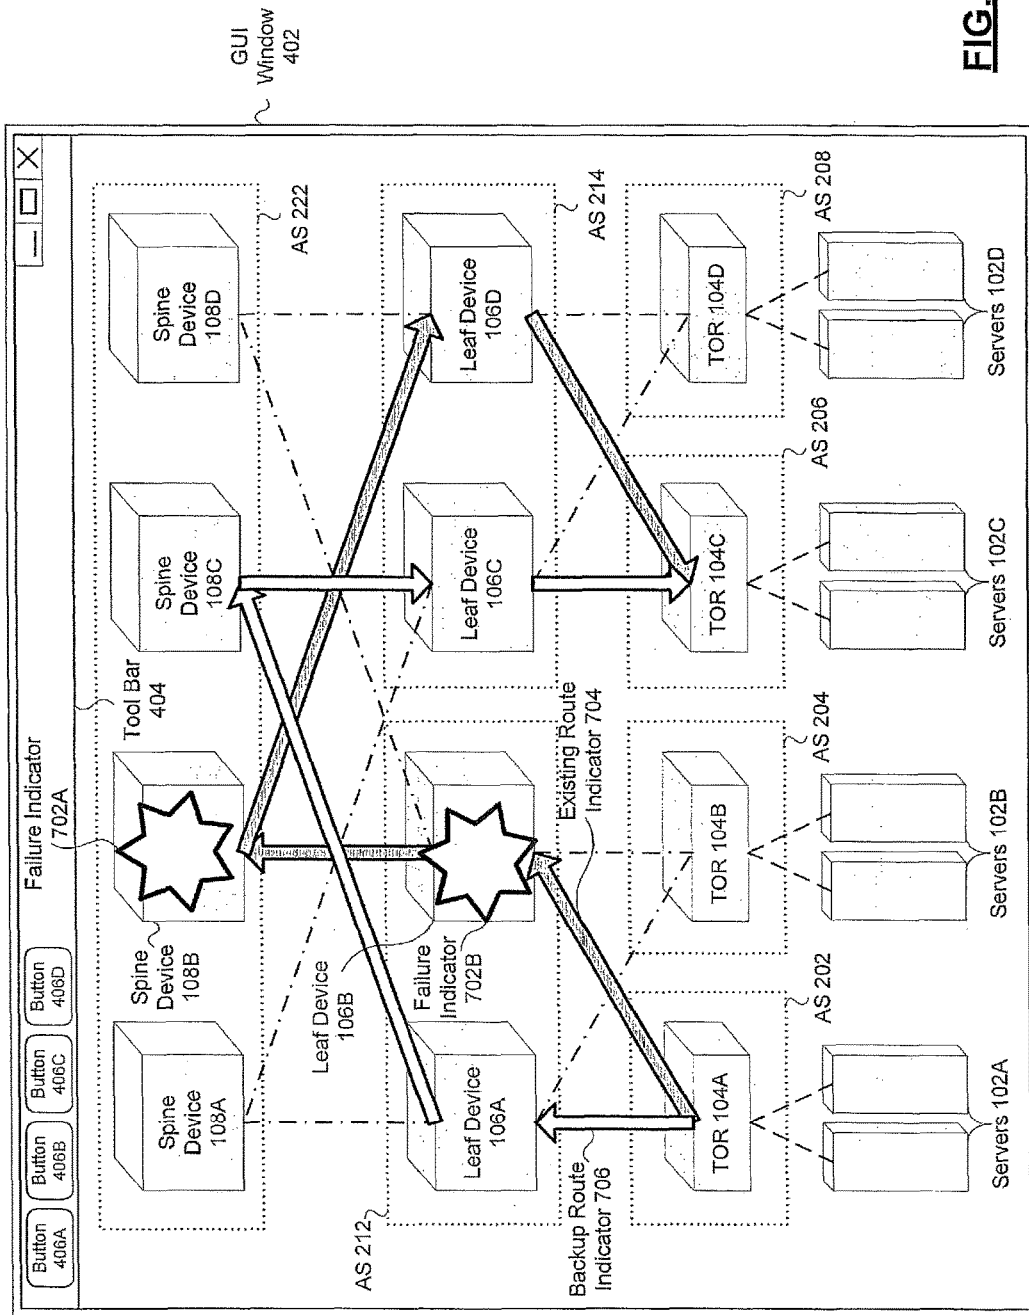 Button
406A
Button
406B
Button
406C
Button
406D
Failure Indicator
702A
Tool Bar
404
GUI
Window
402
Spine
Device
108A
Spine
Device
108B
Spine
Device
108C
Spine
Device
108D
AS 222
AS 212
Leaf Device
106A
Leaf Device
106B
Failure
Indicator
702B
Leaf Device
106C
Leaf Device
106D
AS 214
Backup Route
Indicator 706
Existing Route
Indicator 704
TOR 104A
AS 202
TOR 104B
AS 204
TOR 104C
AS 206
TOR 104D
AS 208
Servers 102A
Servers 102B
Servers 102C
Servers 102D
FIG.